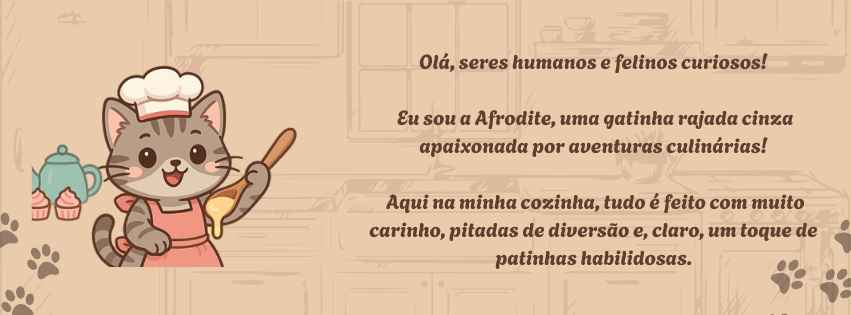 Olá, seres humanos e felinos curiosos!
Eu sou a Afrodite, uma gatinha rajada cinza
apaixonada por aventuras culinárias!
Aqui na minha cozinha, tudo é feito com muito
carinho, pitadas de diversão e, claro, um toque de
patinhas habilidosas.